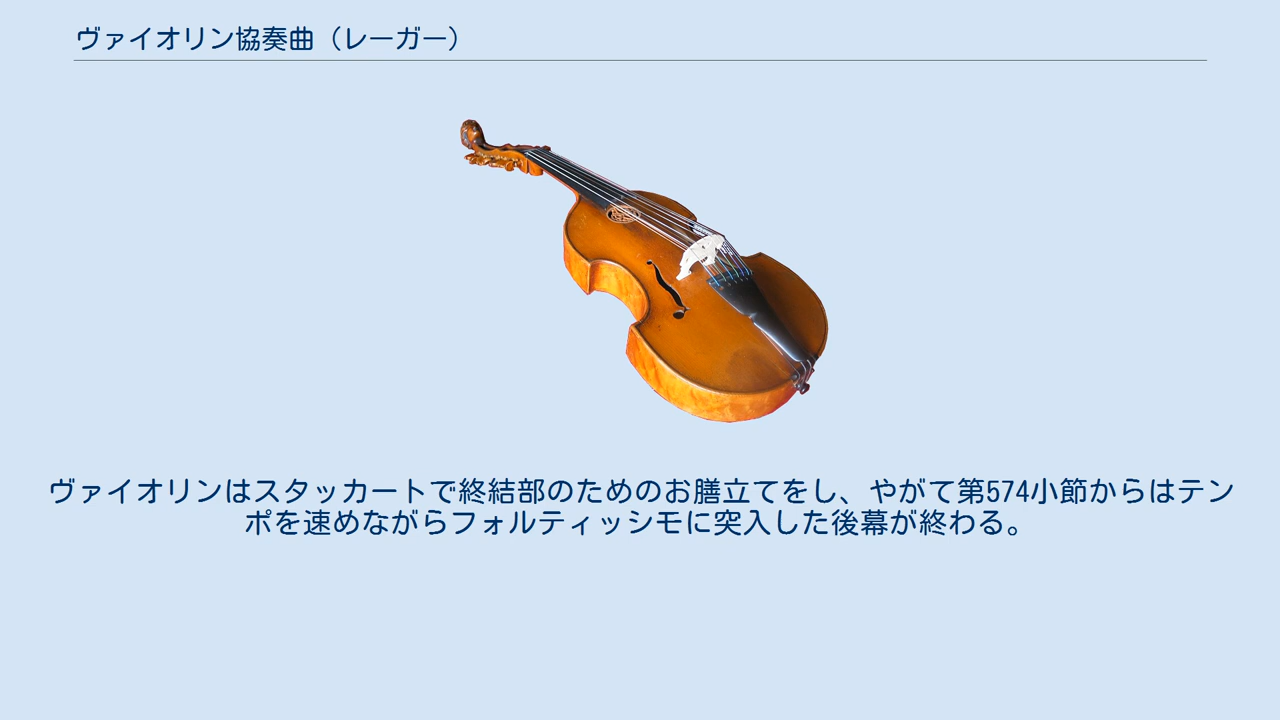 ヴァイオリン協奏曲（レーガー）
ヴァイオリンはスタッカートで終結部のためのお膳立てをし、やがて第574小節からはテン
ポを速めながらフォルティッシモに突入した後幕が終わる。